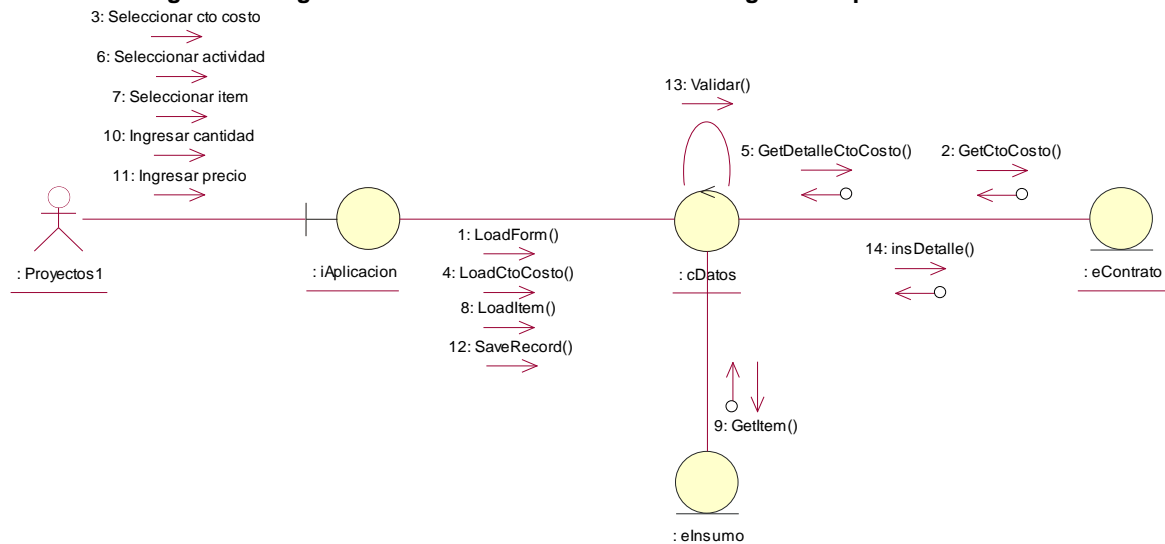 3: Seleccionar cto costo
6: Seleccionar actividad
7: Seleccionar item
10: Ingresar cantidad
11: Ingresar precio
13: Validar()
5: GetDetalleCtoCosto()
2: GetCtoCosto()
: Proyectos1
: iAplicacion
1: LoadForm()
4: LoadCtoCosto()
8: LoadItem()
12: SaveRecord()
: cDatos
14: insDetalle()
: eContrato
9: GetItem()
: eInsumo